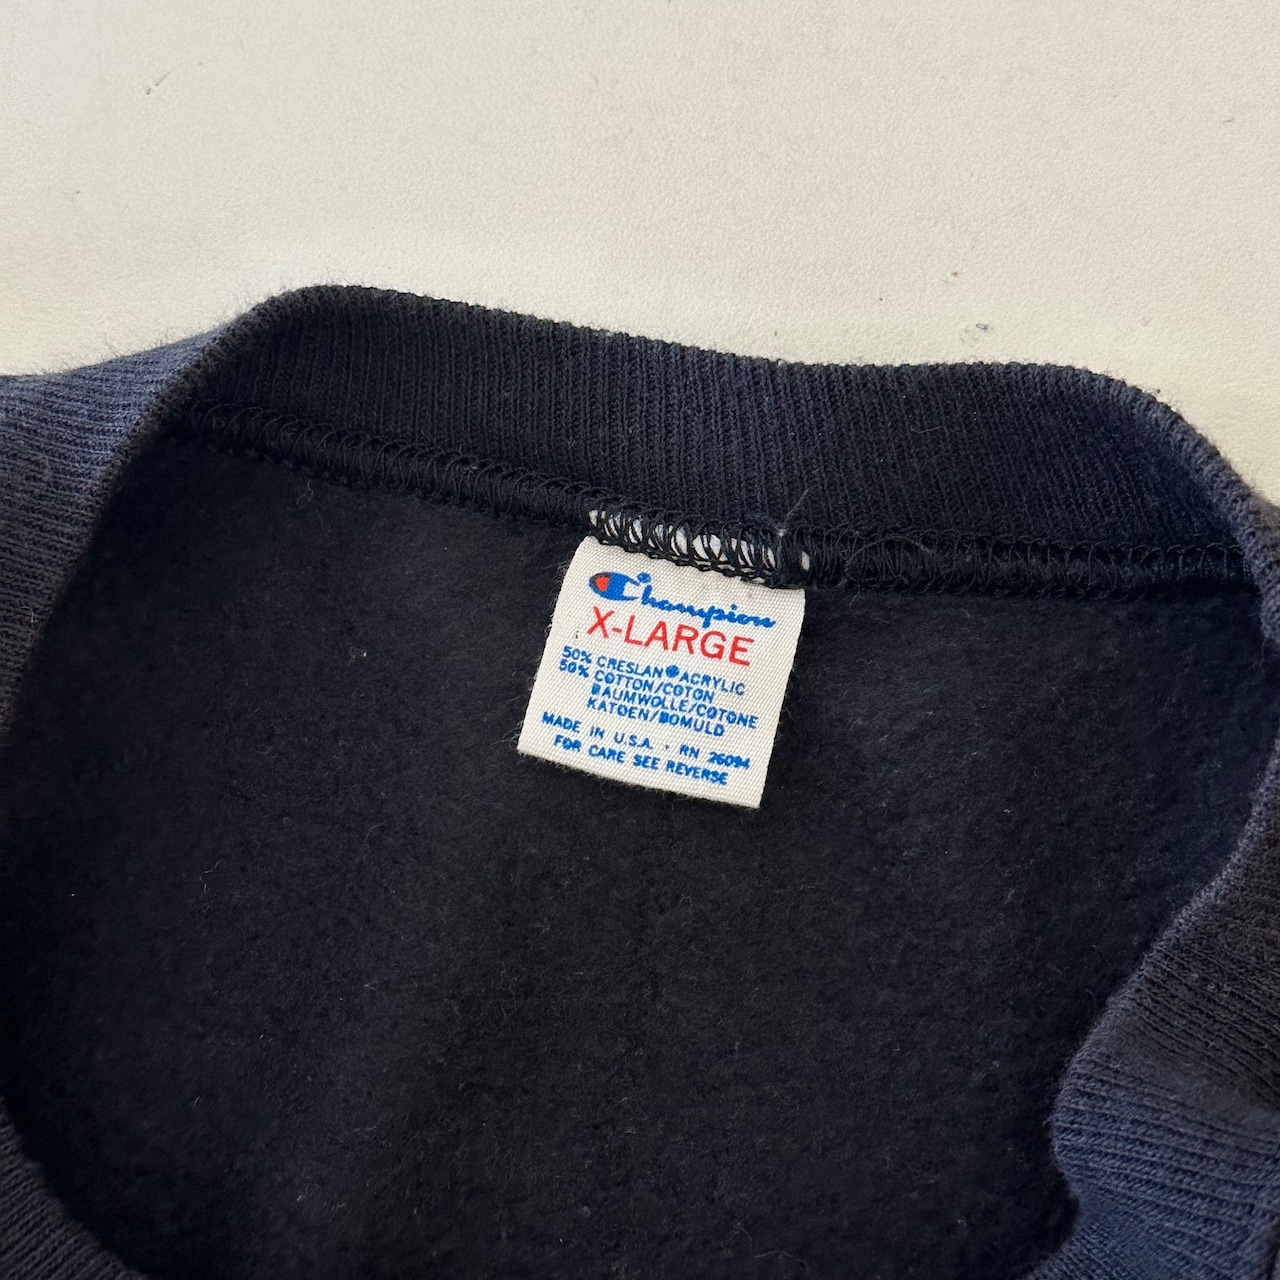 Champion
X-LARGE
50% CRESLAN® ACRYLIC
50% COTTON/COTON
BAUMWOLLE/COTONE
KATOEN/BOMULD
MADE IN U.S.A. • RN 26094
FOR CARE SEE REVERSE